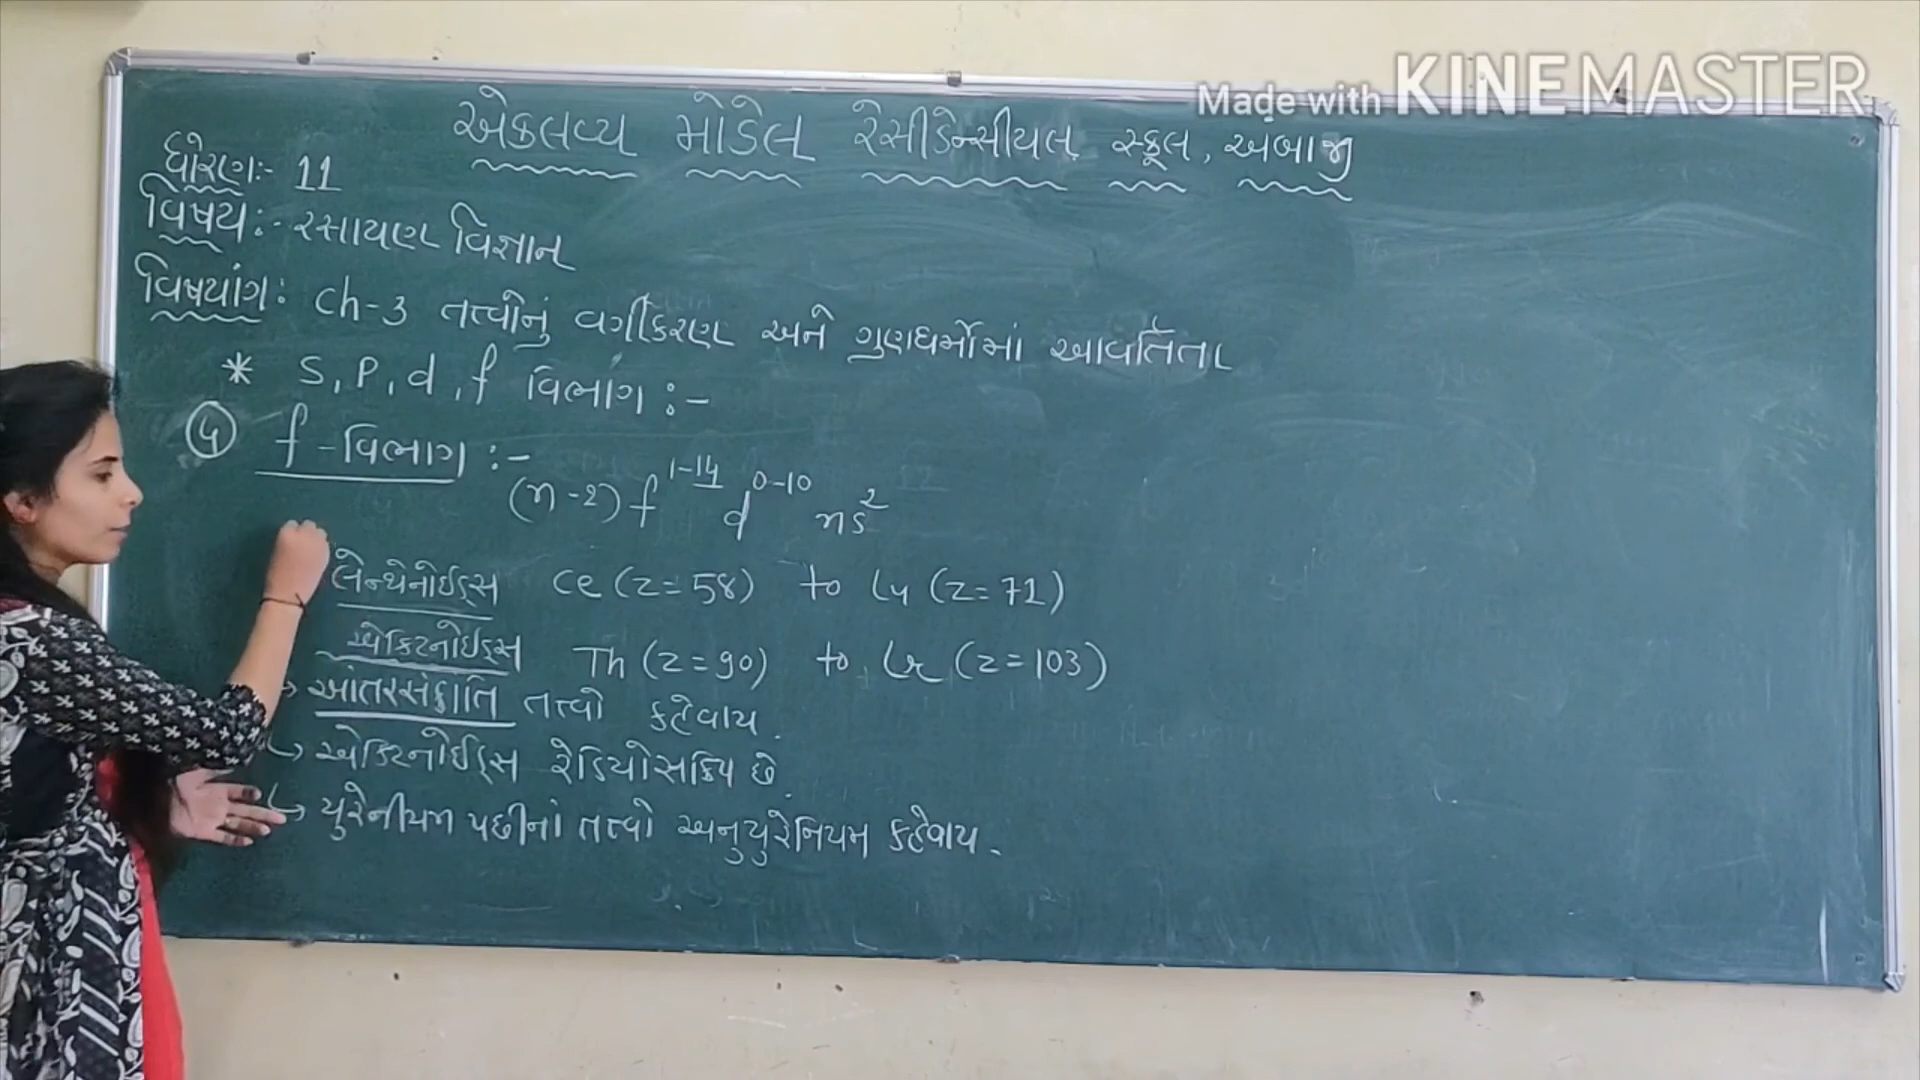 Made with KINEMASTER
એકલવ્ય મોડેલ રેસીડેન્સીયલ સ્કૂલ, અંબાજી
ધોરણ:- 11
વિષય:- રસાયણ વિજ્ઞાન
વિષયાંગ: ch-3 તત્ત્વોનું વર્ગીકરણ અને ગુણધર્મોમાં આવર્તિતા
* s, p, d, f વિભાગ :-
(4) f-વિભાગ :-
(n-2) f¹⁻¹⁴ d⁰⁻¹⁰ ns²
લેન્થેનોઈડ્સ Ce (z=58) to Lu (z=71)
એક્ટિનોઈડ્સ Th (z=90) to Lr (z=103)
→ આંતરસંક્રાંતિ તત્વો કહેવાય.
↪ એક્ટિનોઈડ્સ રેડિયોસક્રિય છે.
↪ યુરેનીયમ પછીનાં તત્વો અનુયુરેનિયમ કહેવાય.